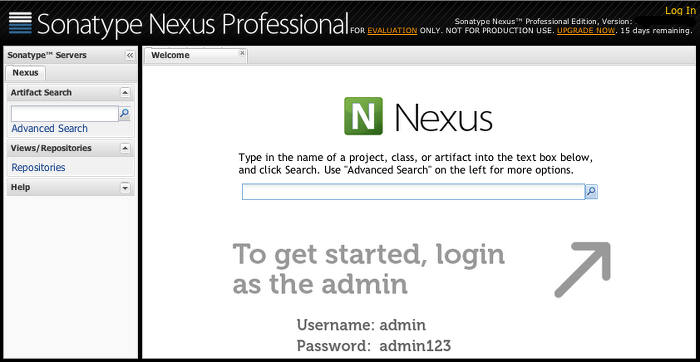 Log In
Sonatype Nexus Professional
Sonatype Nexus™ Professional Edition, Version:
FOR EVALUATION ONLY. NOT FOR PRODUCTION USE. UPGRADE NOW. 15 days remaining.
Sonatype™ Servers
Welcome
Nexus
Artifact Search
Advanced Search
Views/Repositories
Repositories
Help
N Nexus
Type in the name of a project, class, or artifact into the text box below,
and click Search. Use "Advanced Search" on the left for more options.
To get started, login
as the admin
Username: admin
Password: admin123